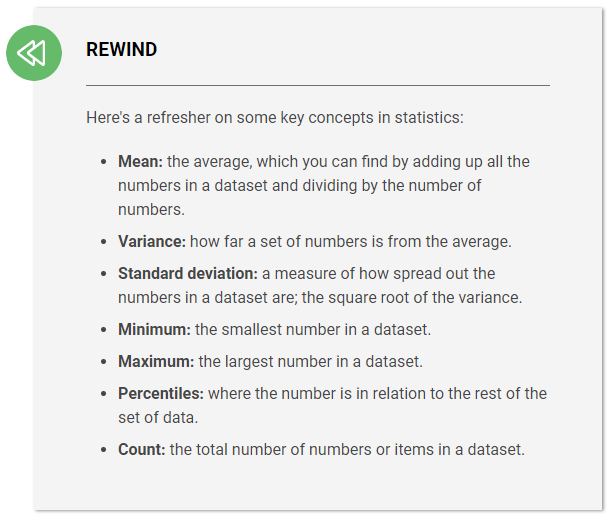 REWIND
Here's a refresher on some key concepts in statistics:
• Mean: the average, which you can find by adding up all the
numbers in a dataset and dividing by the number of
numbers.
• Variance: how far a set of numbers is from the average.
• Standard deviation: a measure of how spread out the
numbers in a dataset are; the square root of the variance.
• Minimum: the smallest number in a dataset.
• Maximum: the largest number in a dataset.
• Percentiles: where the number is in relation to the rest of the
set of data.
• Count: the total number of numbers or items in a dataset.